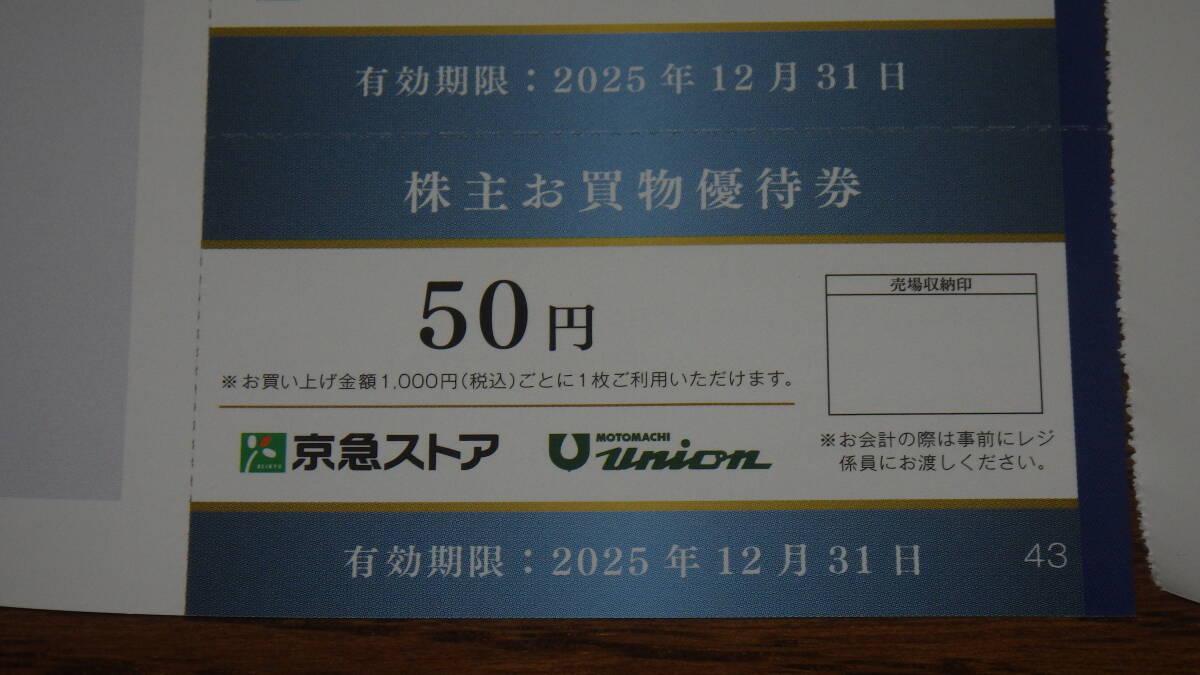 有効期限：2025年12月31日
株主お買物優待券
50円
※お買い上げ金額1,000円（税込）ごとに1枚ご利用いただけます。
売場収納印
京急ストア
MOTOMACHI
Union
※お会計の際は事前にレジ
係員にお渡しください。
有効期限：2025年12月31日
43